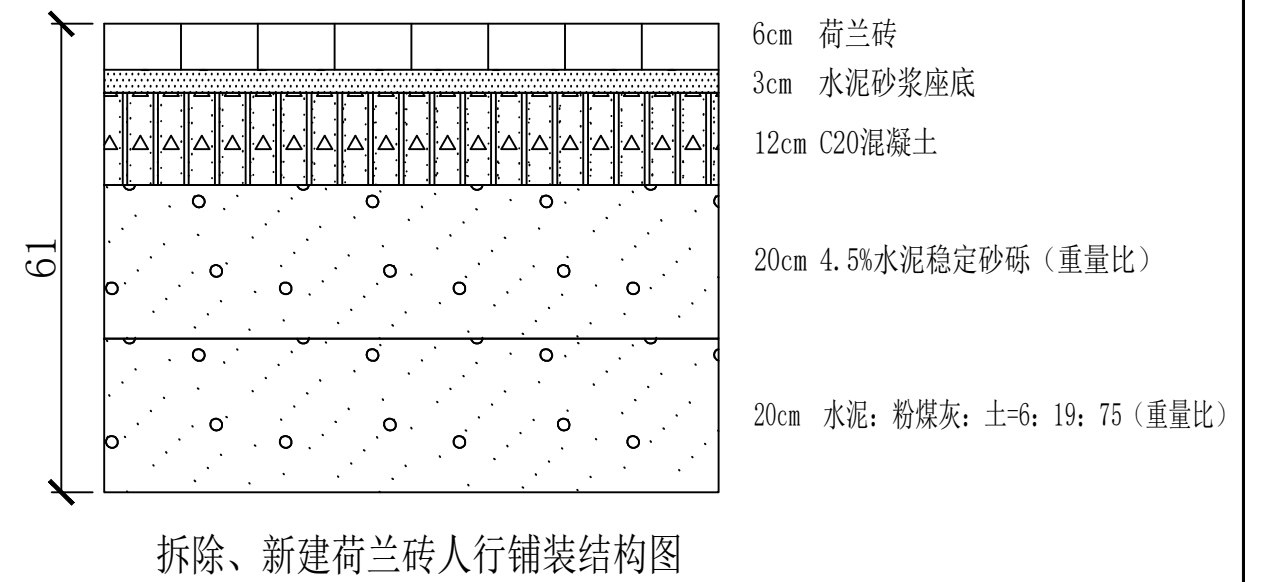 6cm 荷兰砖
3cm 水泥砂浆座底
12cm C20混凝土
61
20cm 4.5%水泥稳定砂砾（重量比）
20cm 水泥：粉煤灰：土=6：19：75（重量比）
拆除、新建荷兰砖人行铺装结构图